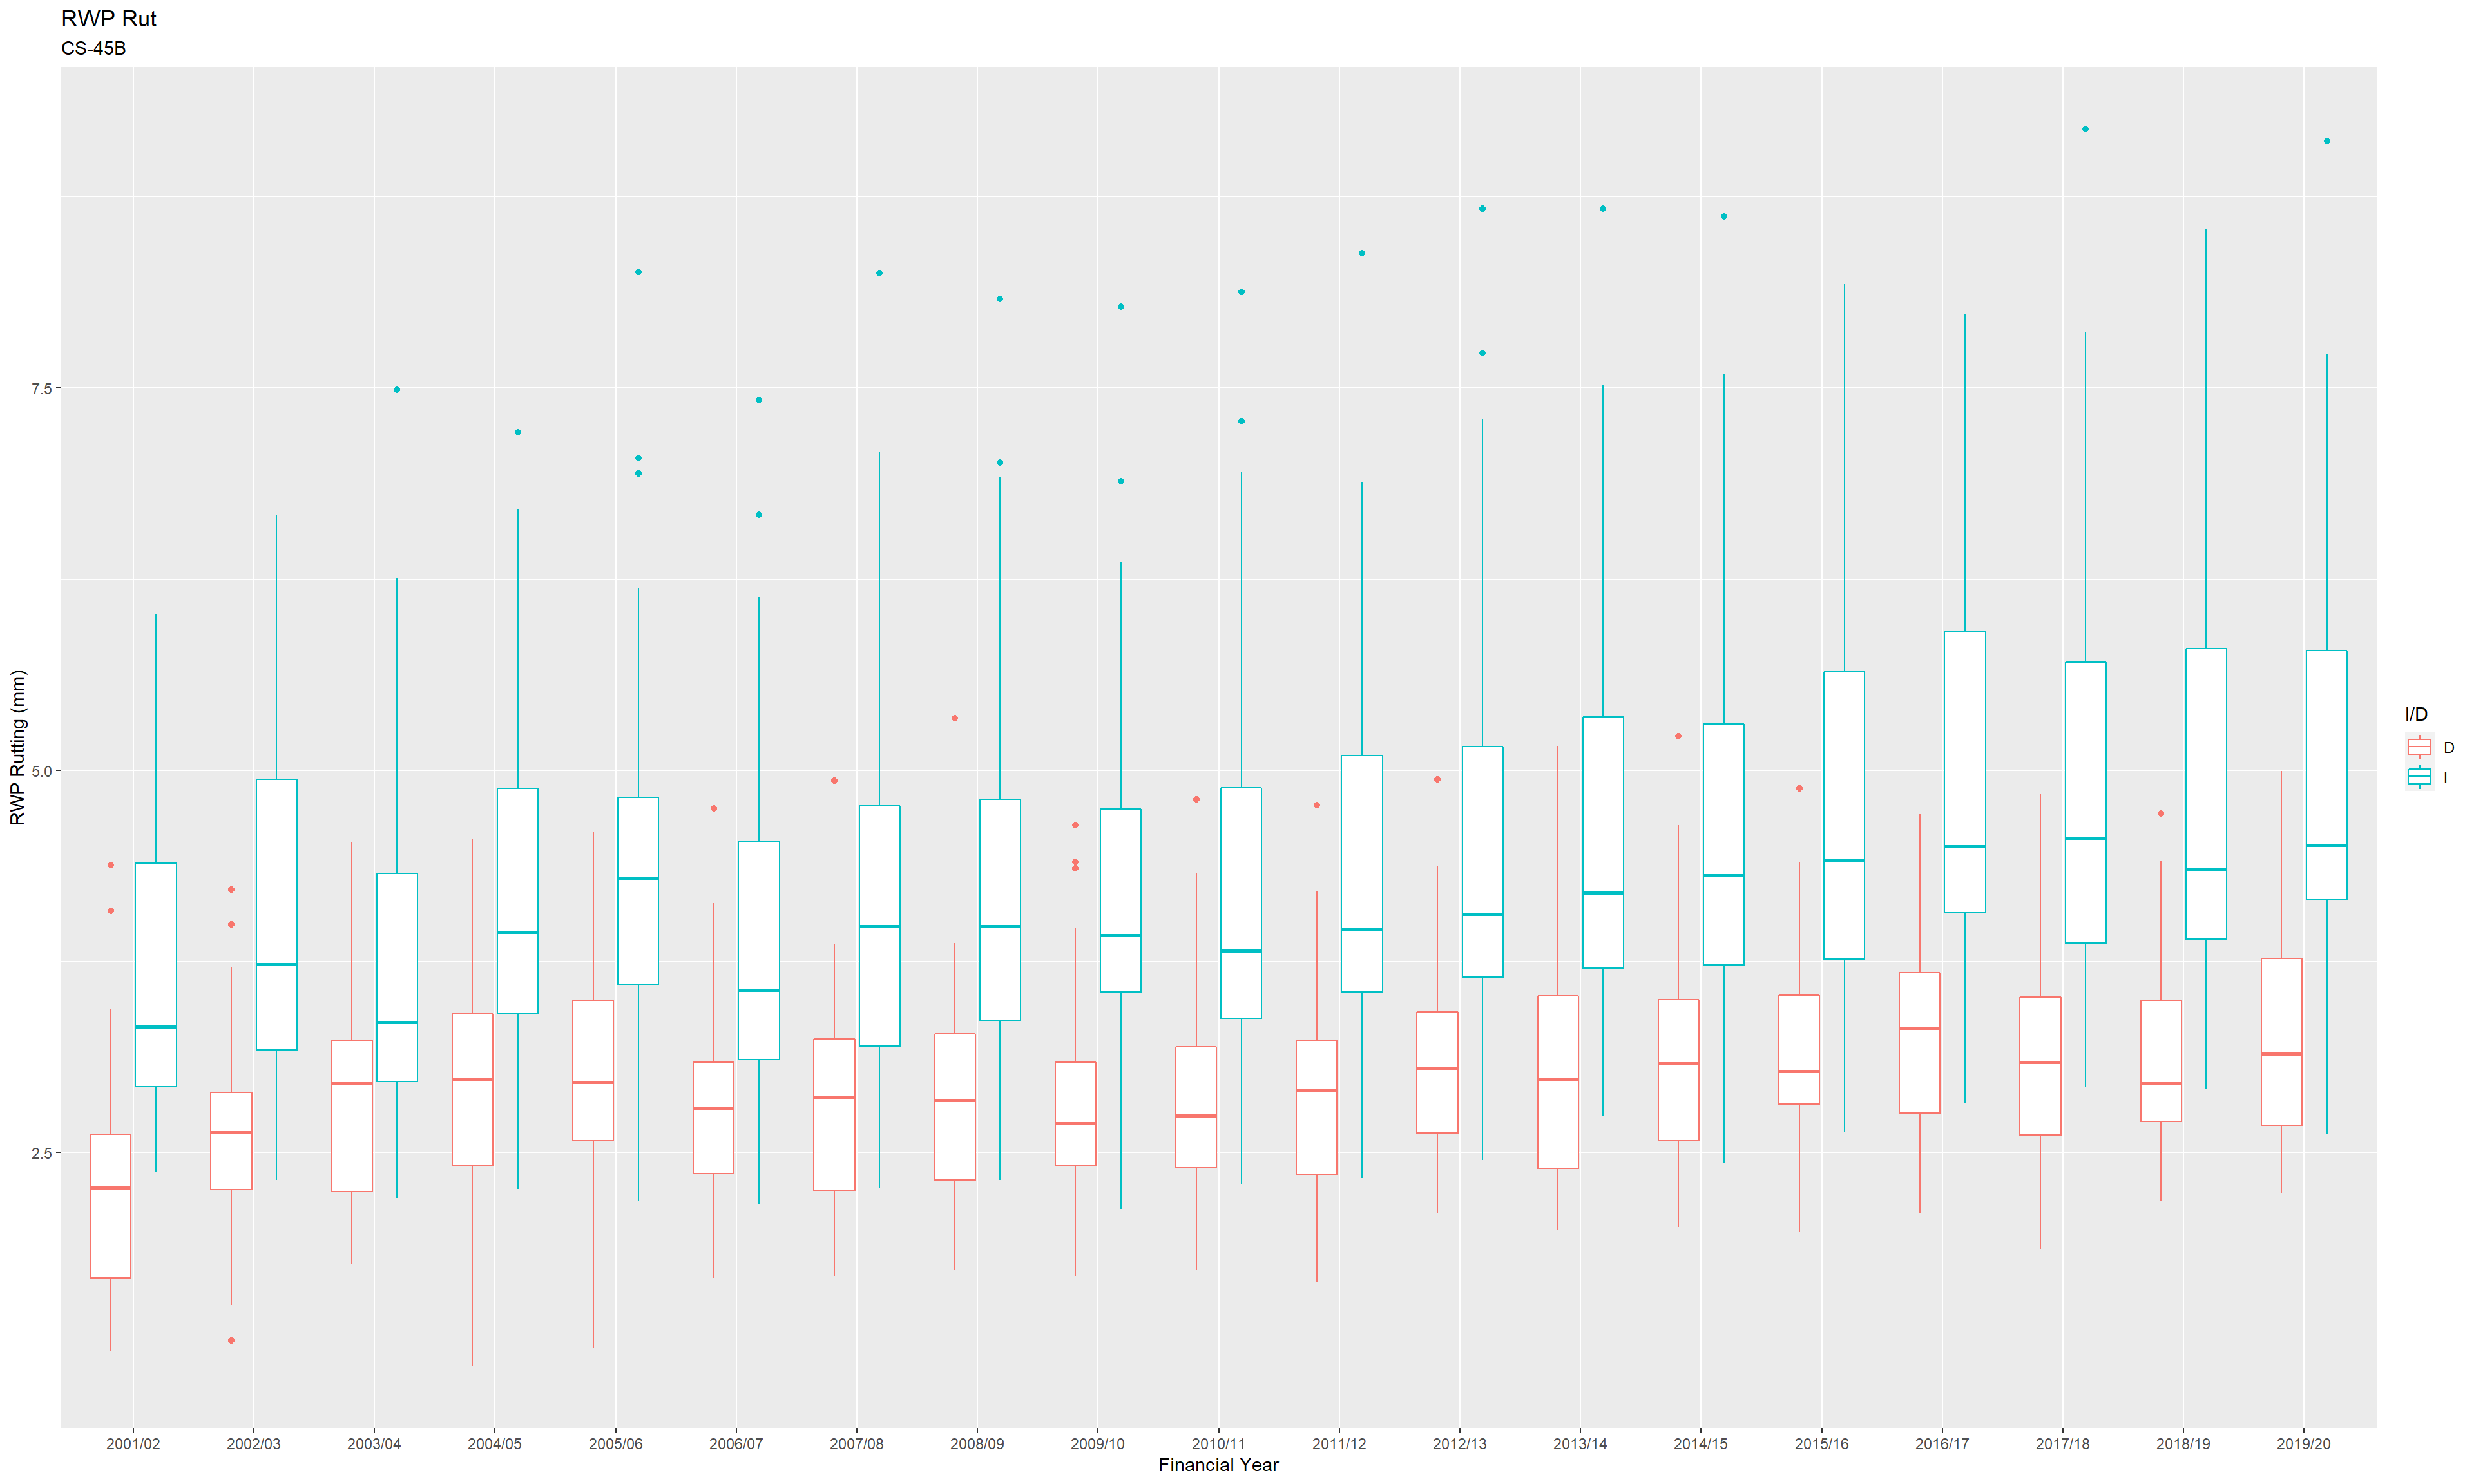 RWP Rut
CS-45B
RWP Rutting (mm)
7.5
5.0
2.5
2001/02 2002/03 2003/04 2004/05 2005/06 2006/07 2007/08 2008/09 2009/10 2010/11 2011/12 2012/13 2013/14 2014/15 2015/16 2016/17 2017/18 2018/19 2019/20
Financial Year
I/D
D
I